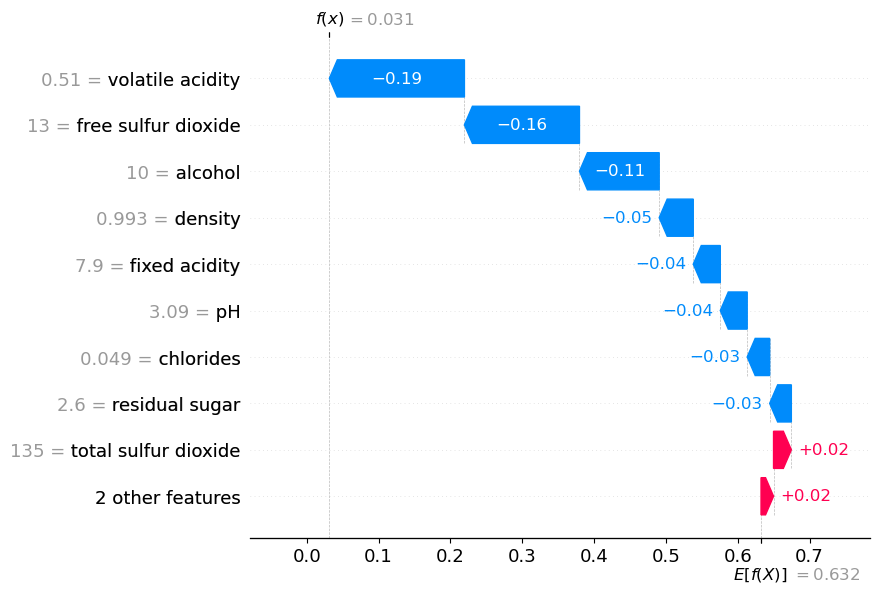 f(x) = 0.031
0.51 = volatile acidity
−0.19
13 = free sulfur dioxide
−0.16
10 = alcohol
−0.11
0.993 = density
−0.05
7.9 = fixed acidity
−0.04
3.09 = pH
−0.04
0.049 = chlorides
−0.03
2.6 = residual sugar
−0.03
135 = total sulfur dioxide
+0.02
2 other features
+0.02
0.0 0.1 0.2 0.3 0.4 0.5 0.6 0.7
E[f(X)] = 0.632